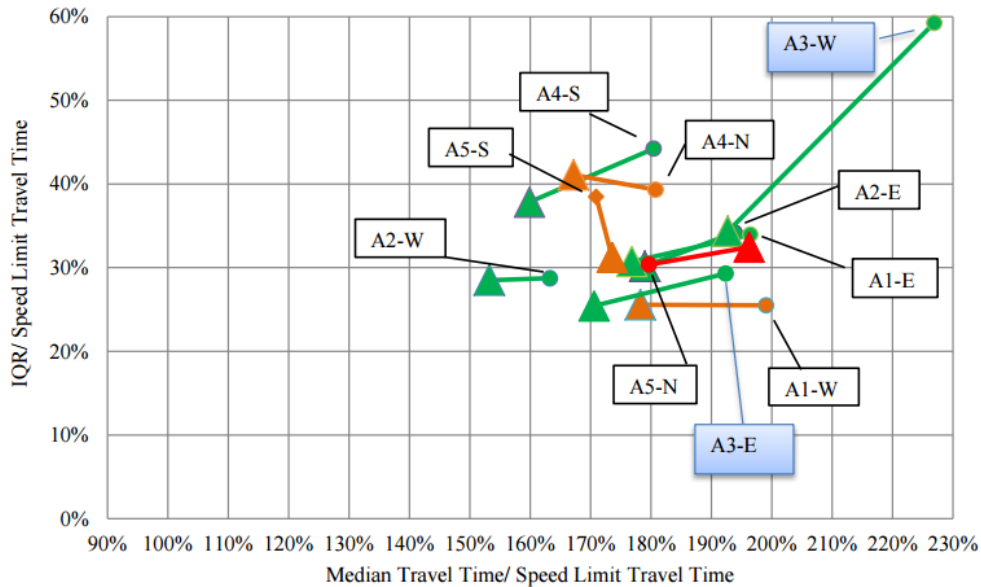 60%
50%
40%
30%
20%
10%
0%
IQR/ Speed Limit Travel Time
A3-W
A4-S
A5-S
A4-N
A2-E
A2-W
A1-E
A5-N
A1-W
A3-E
90% 100% 110% 120% 130% 140% 150% 160% 170% 180% 190% 200% 210% 220% 230%
Median Travel Time/ Speed Limit Travel Time